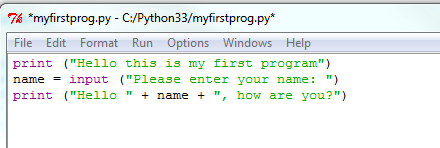 *myfirstprog.py - C:/Python33/myfirstprog.py*
File Edit Format Run Options Windows Help
print ("Hello this is my first program")
name = input ("Please enter your name: ")
print ("Hello " + name + ", how are you?")